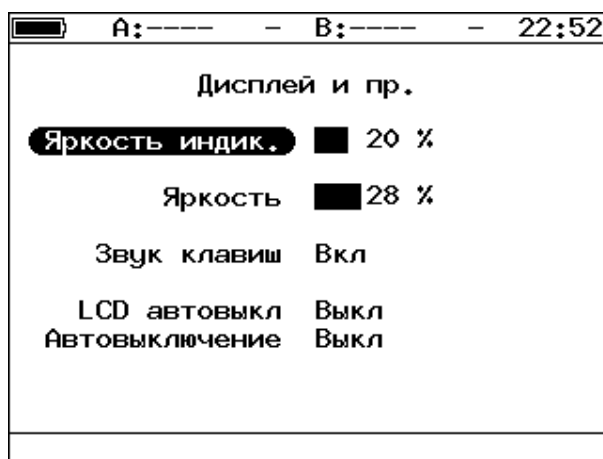 A:---- - B:---- - 22:52
Дисплей и пр.
Яркость индик. 20 %
Яркость 28 %
Звук клавиш Вкл
LCD автовыкл Выкл
Автовыключение Выкл